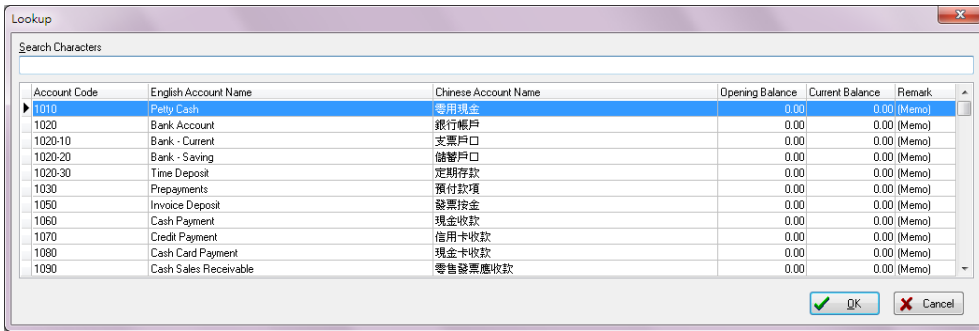 Lookup
Search Characters
Account Code English Account Name Chinese Account Name Opening Balance Current Balance Remark
1010 Petty Cash 零用現金 0.00 0.00 (Memo)
1020 Bank Account 銀行帳戶 0.00 0.00 (Memo)
1020-10 Bank - Current 支票戶口 0.00 0.00 (Memo)
1020-20 Bank - Saving 儲蓄戶口 0.00 0.00 (Memo)
1020-30 Time Deposit 定期存款 0.00 0.00 (Memo)
1030 Prepayments 預付款項 0.00 0.00 (Memo)
1050 Invoice Deposit 發票按金 0.00 0.00 (Memo)
1060 Cash Payment 現金收款 0.00 0.00 (Memo)
1070 Credit Payment 信用卡收款 0.00 0.00 (Memo)
1080 Cash Card Payment 現金卡收款 0.00 0.00 (Memo)
1090 Cash Sales Receivable 零售發票應收款 0.00 0.00 (Memo)
OK Cancel